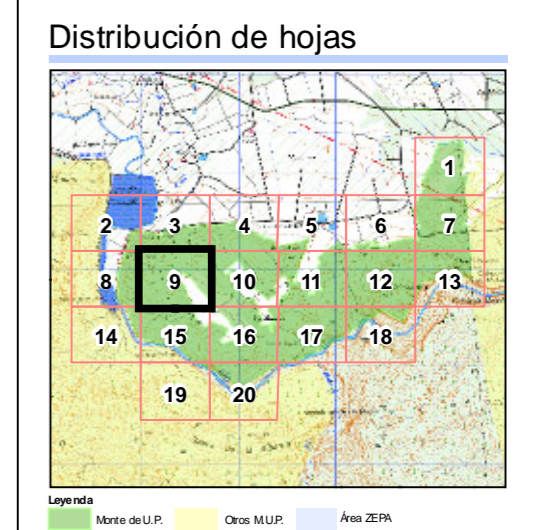 Distribución de hojas
1
2 3 4 5 6 7
8 9 10 11 12 13
14 15 16 17 18
19 20
Leyenda
Monte de U.P. Otros M.U.P. Área ZEPA